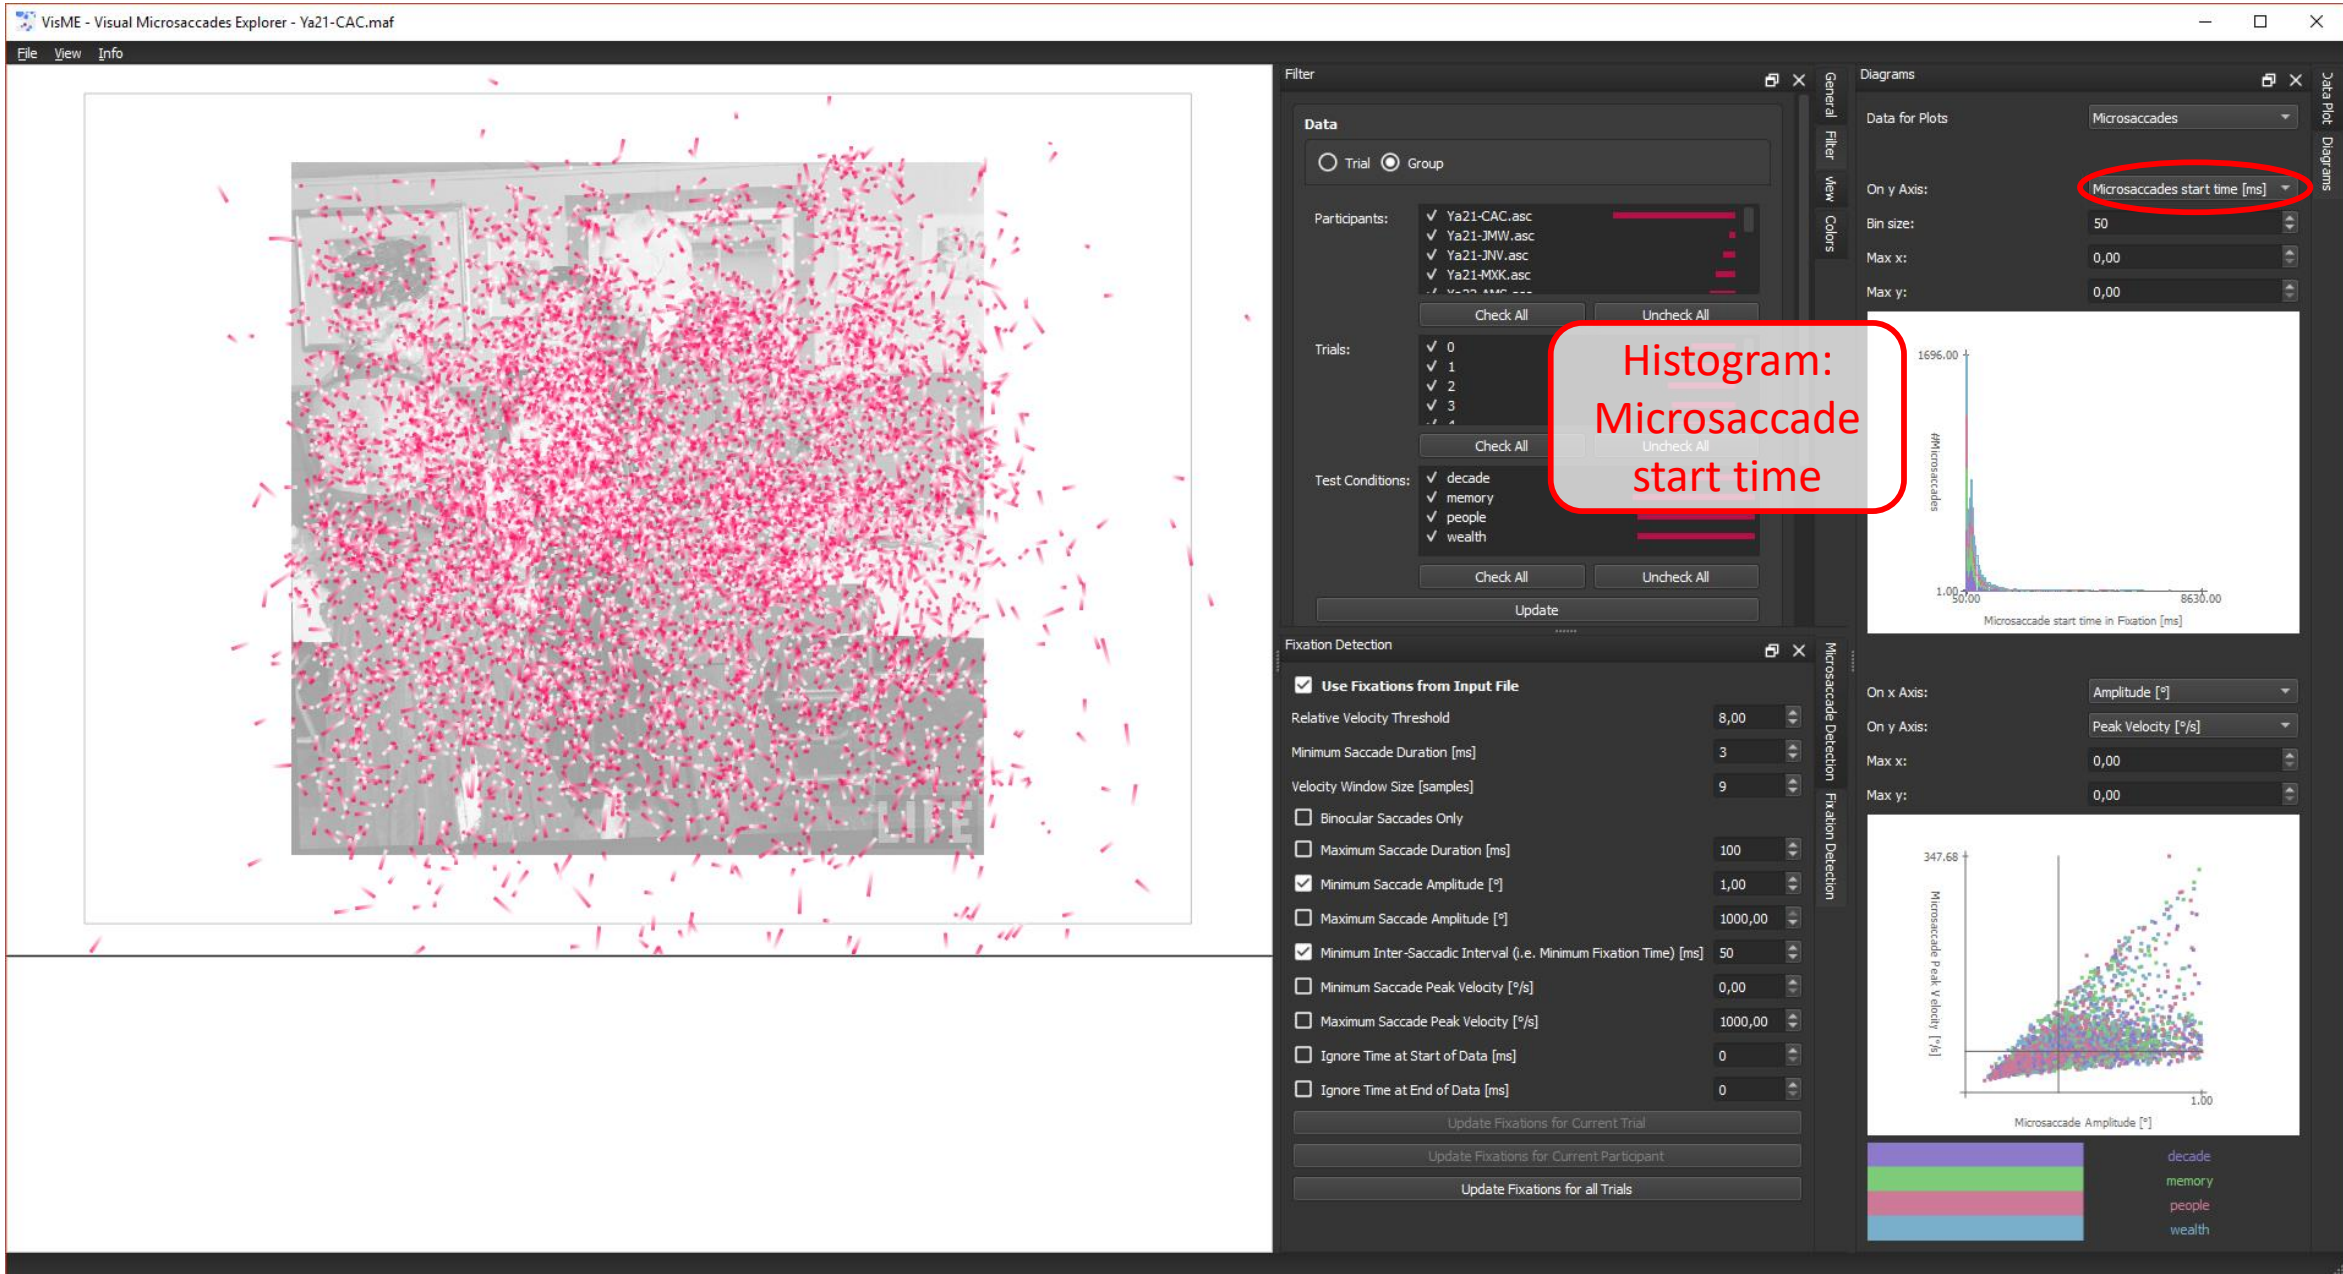 VisME - Visual Microsaccades Explorer - Ya21-CAC.maf
File View Info
Filter
Data
Trial Group
Participants:
Ya21-CAC.asc
Ya21-JMW.asc
Ya21-JNV.asc
Ya21-MXK.asc
Check All Uncheck All
Trials:
0
1
2
3
Check All Uncheck All
Test Conditions:
decade
memory
people
wealth
Check All Uncheck All
Update
Histogram:
Microsaccade
start time
General
Filter
View
Colors
Fixation Detection
Use Fixations from Input File
Relative Velocity Threshold 8,00
Minimum Saccade Duration [ms] 3
Velocity Window Size [samples] 9
Binocular Saccades Only
Maximum Saccade Duration [ms] 100
Minimum Saccade Amplitude [°] 1,00
Maximum Saccade Amplitude [°] 1000,00
Minimum Inter-Saccadic Interval (i.e. Minimum Fixation Time) [ms] 50
Minimum Saccade Peak Velocity [°/s] 0,00
Maximum Saccade Peak Velocity [°/s] 1000,00
Ignore Time at Start of Data [ms] 0
Ignore Time at End of Data [ms] 0
Update Fixations for Current Trial
Update Fixations for Current Participant
Update Fixations for all Trials
Microsaccade Detection
Fixation Detection
Diagrams
Data for Plots Microsaccades
On y Axis: Microsaccades start time [ms]
Bin size: 50
Max x: 0,00
Max y: 0,00
1696.00
#Microsaccades
1.00
50.00
8630.00
Microsaccade start time in Fixation [ms]
On x Axis: Amplitude [°]
On y Axis: Peak Velocity [°/s]
Max x: 0,00
Max y: 0,00
347.68
Microsaccade Peak Velocity [°/s]
1.00
Microsaccade Amplitude [°]
decade
memory
people
wealth
Data Plot
Diagrams
LIFE